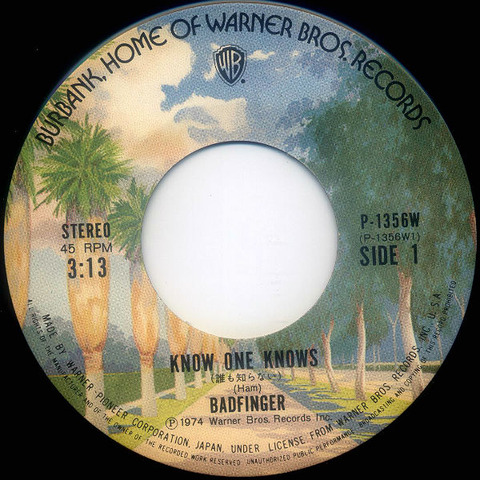 BURBANK, HOME OF WARNER BROS. RECORDS
WB
STEREO
45 RPM
3:13
P-1356W
(P-1356W1)
SIDE 1
KNOW ONE KNOWS
(誰も知らない)
(Ham)
BADFINGER
Ⓟ 1974 Warner Bros. Records Inc.
MADE BY WARNER-PIONEER CORPORATION, JAPAN, UNDER LICENSE FROM WARNER BROS. RECORDS INC., U.S.A.
ALL RIGHTS OF THE MANUFACTURER AND OF THE OWNER OF THE RECORDED WORK RESERVED. UNAUTHORIZED PUBLIC PERFORMANCE, BROADCASTING AND COPYING OF THIS RECORD PROHIBITED